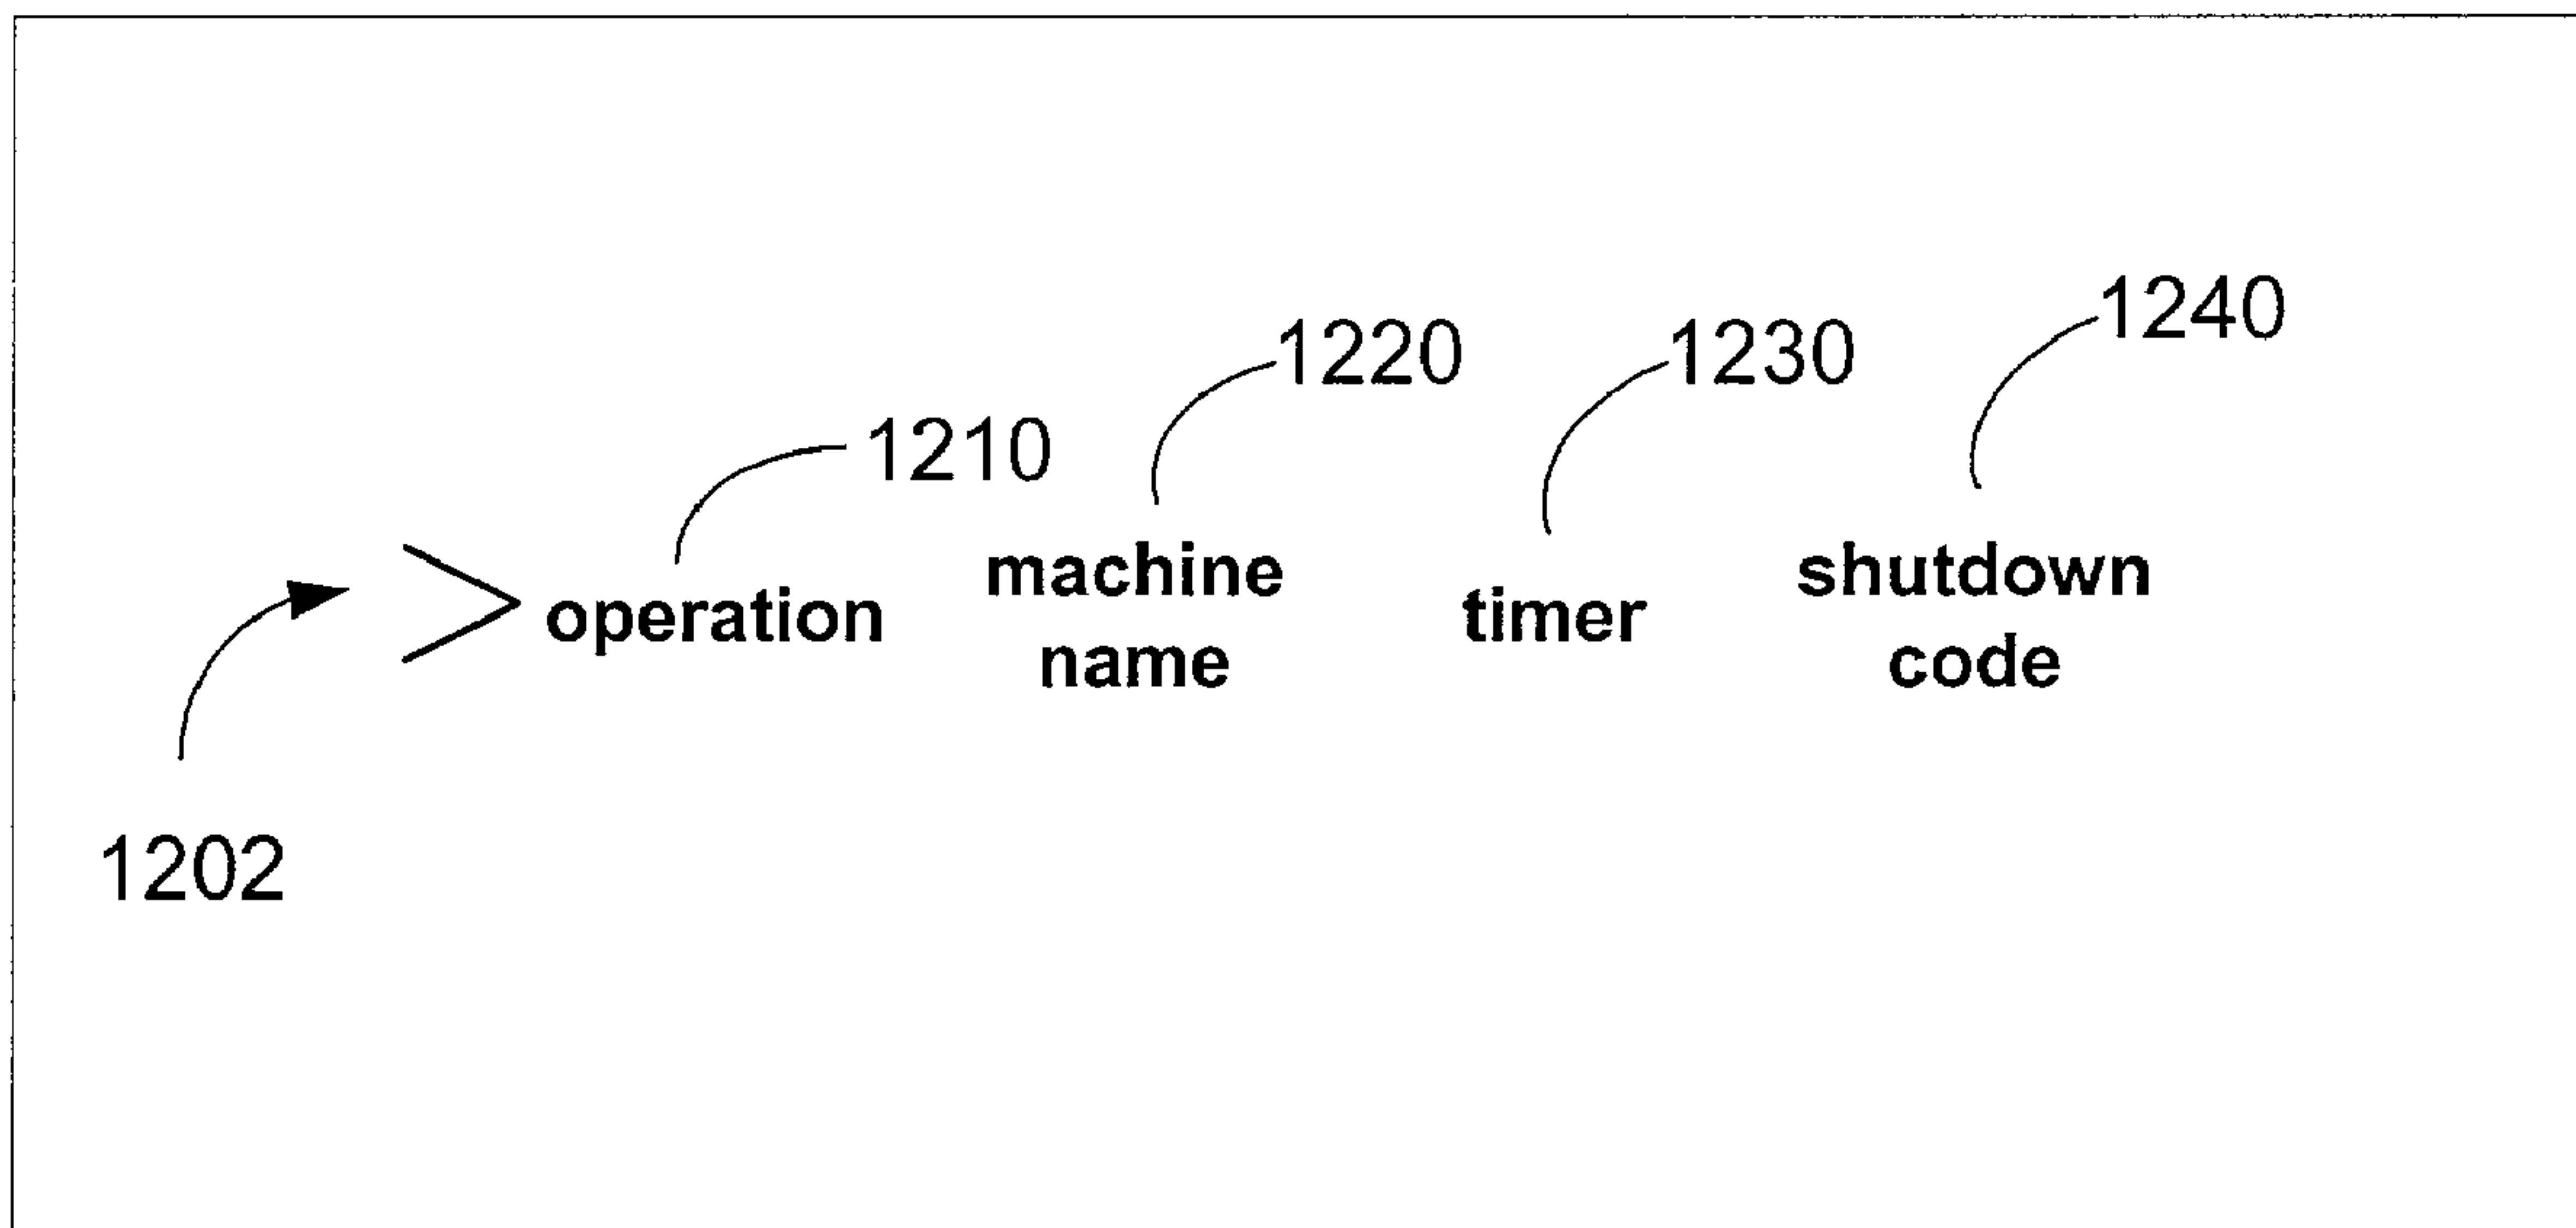 1240
1220
1230
1210
> operation
machine
name
timer
shutdown
code
1202